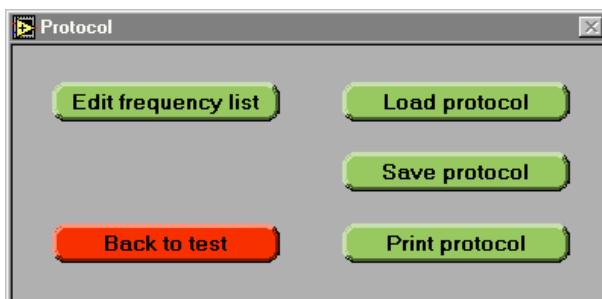 Protocol
Edit frequency list
Load protocol
Save protocol
Back to test
Print protocol